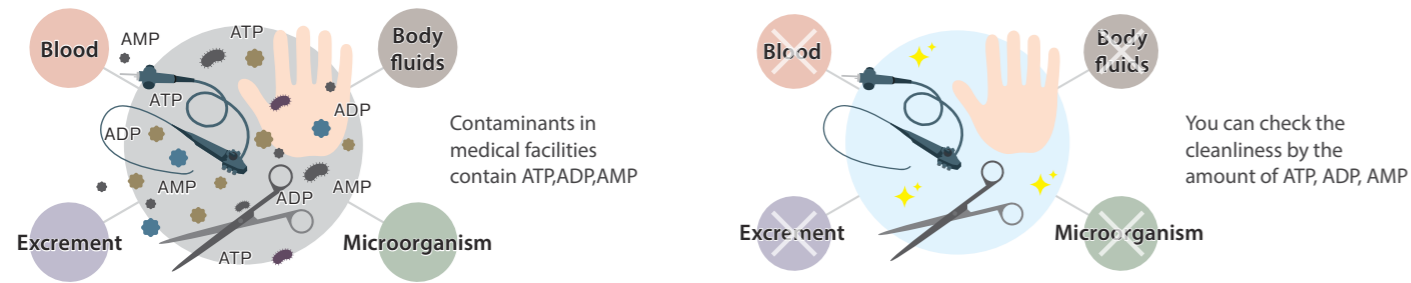 Blood
AMP
ATP
Body
fluids
ATP
ADP
ADP
Contaminants in
medical facilities
contain ATP,ADP,AMP
AMP
ADP
AMP
Excrement
Microorganism
ATP
Blood
Body
fluids
You can check the
cleanliness by the
amount of ATP, ADP, AMP
Excrement
Microorganism